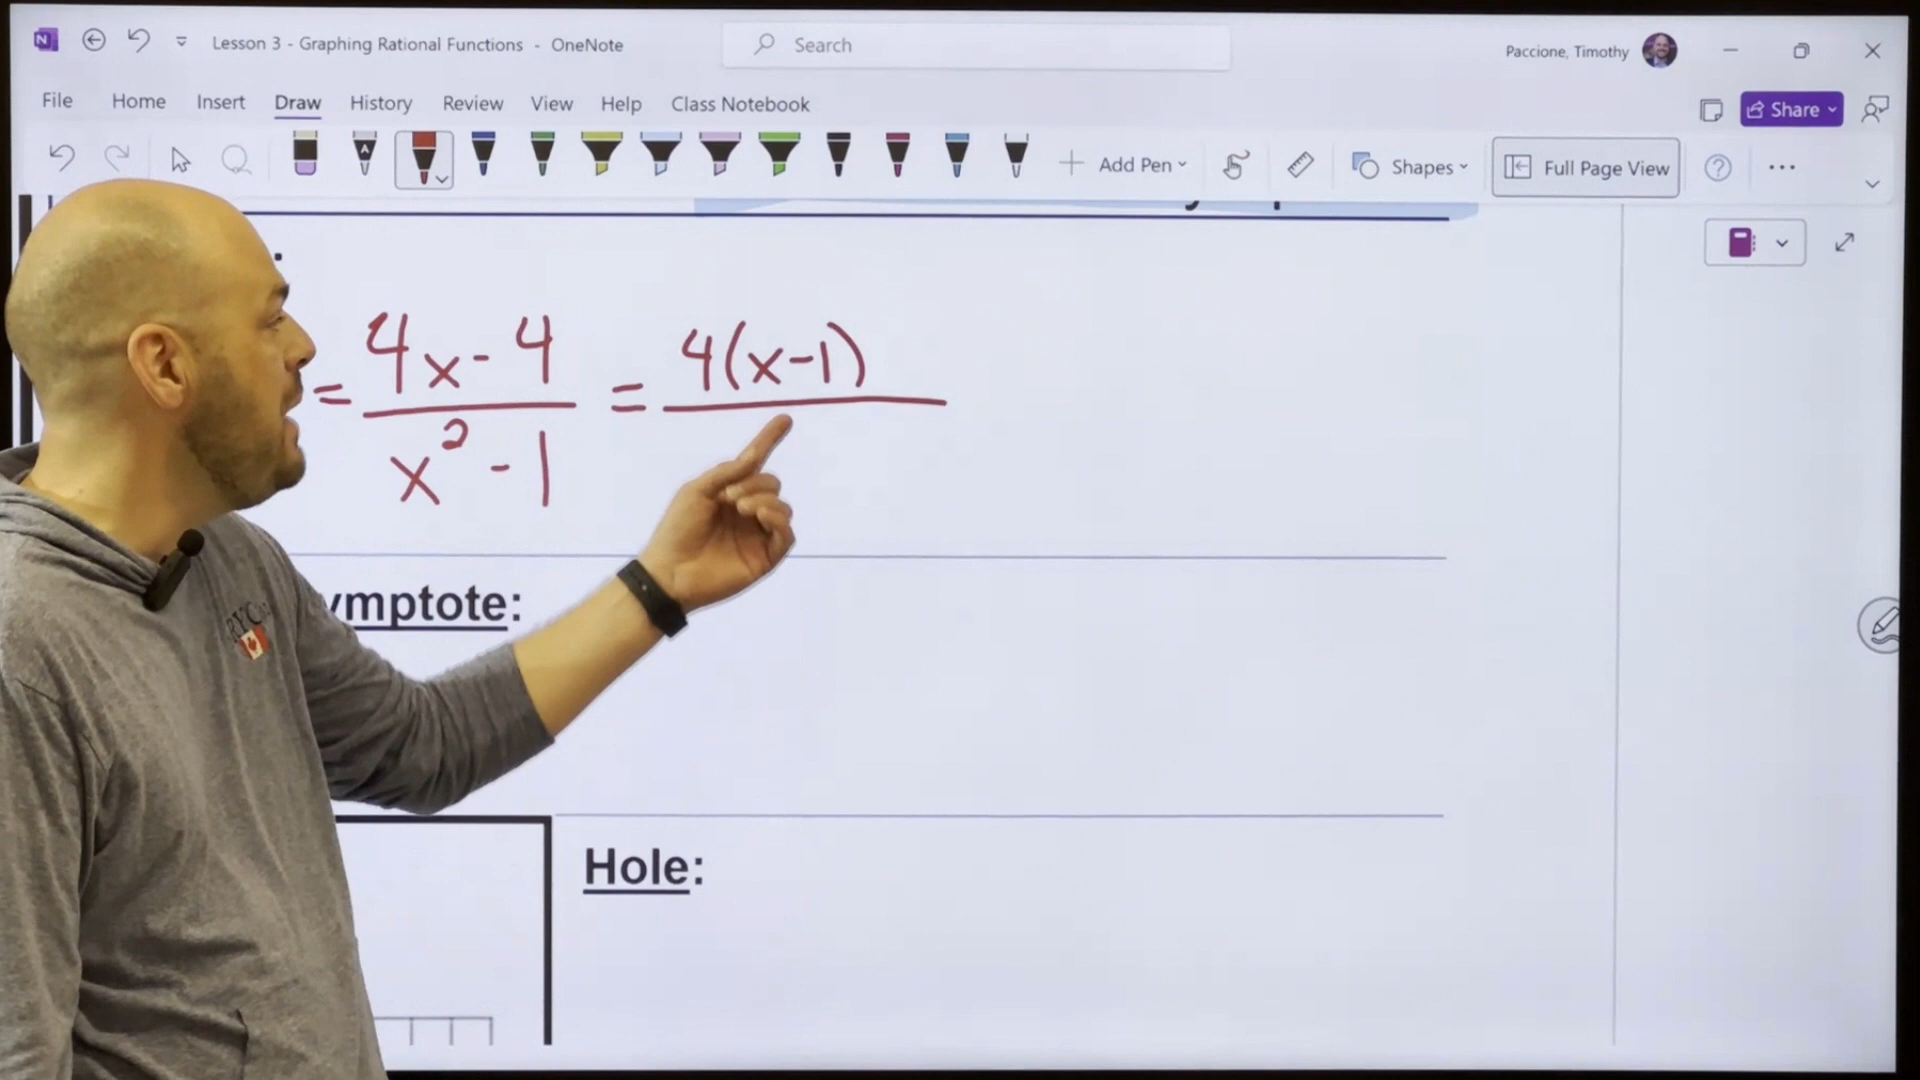 Lesson 3 - Graphing Rational Functions - OneNote
Search
Paccione, Timothy
File Home Insert Draw History Review View Help Class Notebook
Share
A
Add Pen
Shapes
Full Page View
:
= 4x - 4 / x² - 1 = 4(x-1)
ymptote:
Hole: